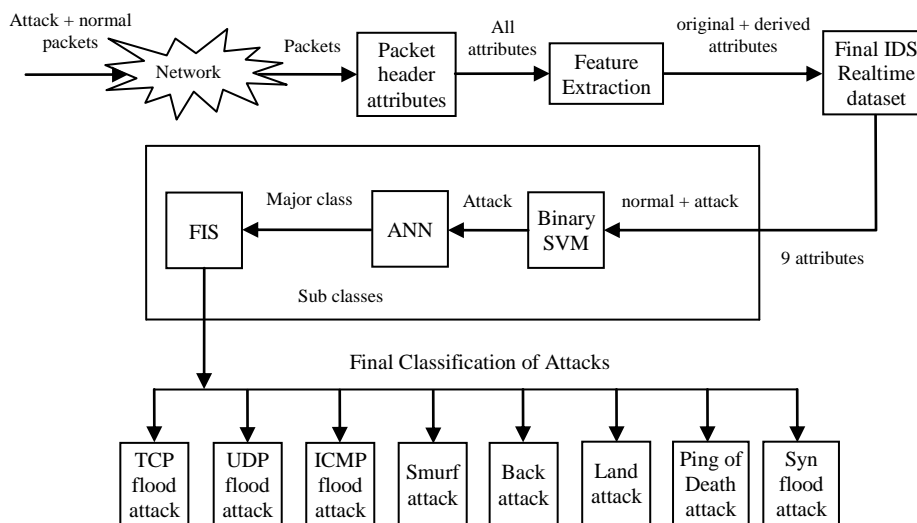 Attack + normal
packets
Network
Packets
Packet
header
attributes
All
attributes
Feature
Extraction
original + derived
attributes
Final IDS
Realtime
dataset
FIS
Major class
ANN
Attack
Binary
SVM
normal + attack
9 attributes
Sub classes
Final Classification of Attacks
TCP
flood
attack
UDP
flood
attack
ICMP
flood
attack
Smurf
attack
Back
attack
Land
attack
Ping of
Death
attack
Syn
flood
attack